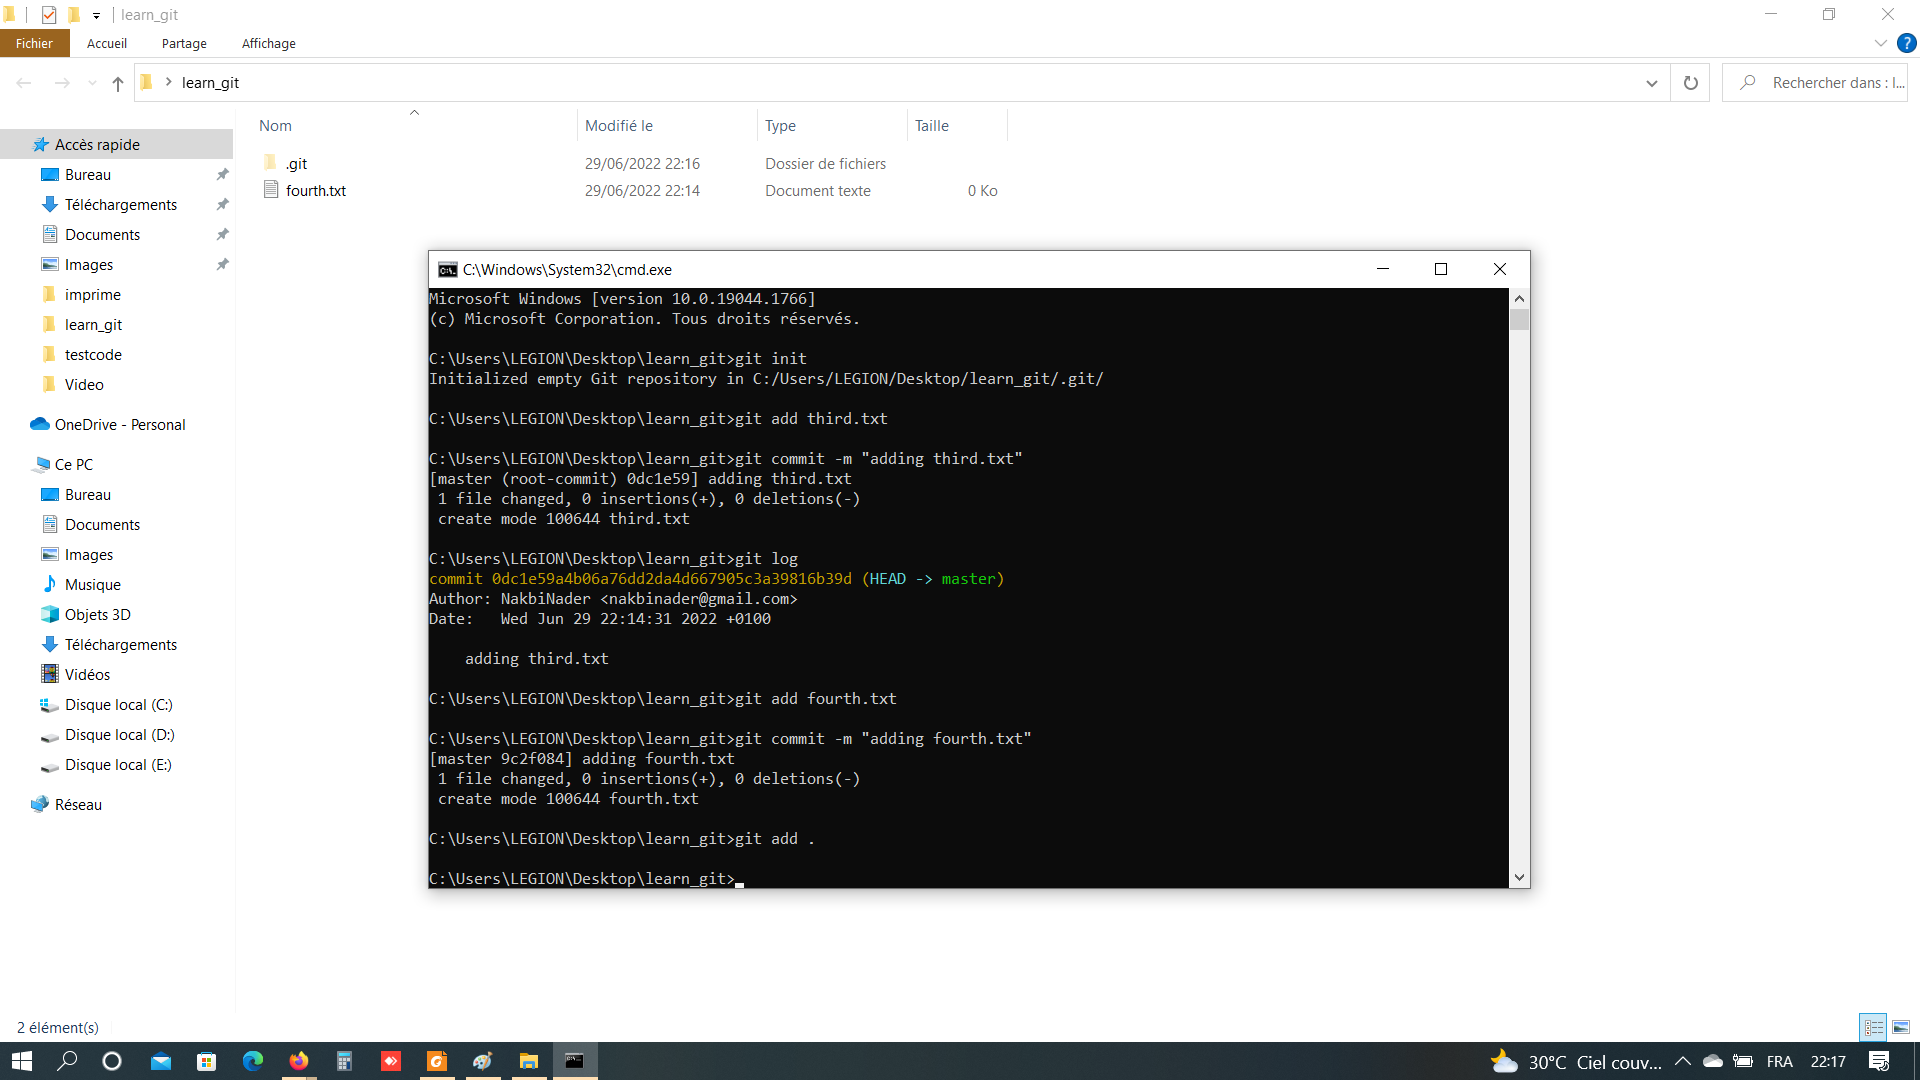 learn_git
Fichier
Accueil
Partage
Affichage
?
learn_git
Rechercher dans : l...
Nom
Modifié le
Type
Taille
.git
29/06/2022 22:16
Dossier de fichiers
fourth.txt
29/06/2022 22:14
Document texte
0 Ko
Accès rapide
Bureau
Téléchargements
Documents
Images
imprime
learn_git
testcode
Video
OneDrive - Personal
Ce PC
Bureau
Documents
Images
Musique
Objets 3D
Téléchargements
Vidéos
Disque local (C:)
Disque local (D:)
Disque local (E:)
Réseau
C:\Windows\System32\cmd.exe
Microsoft Windows [version 10.0.19044.1766]
(c) Microsoft Corporation. Tous droits réservés.
C:\Users\LEGION\Desktop\learn_git>git init
Initialized empty Git repository in C:/Users/LEGION/Desktop/learn_git/.git/
C:\Users\LEGION\Desktop\learn_git>git add third.txt
C:\Users\LEGION\Desktop\learn_git>git commit -m "adding third.txt"
[master (root-commit) 0dc1e59] adding third.txt
1 file changed, 0 insertions(+), 0 deletions(-)
create mode 100644 third.txt
C:\Users\LEGION\Desktop\learn_git>git log
commit 0dc1e59a4b06a76dd2da4d667905c3a39816b39d (HEAD -> master)
Author: NakbiNader <nakbinader@gmail.com>
Date:   Wed Jun 29 22:14:31 2022 +0100
adding third.txt
C:\Users\LEGION\Desktop\learn_git>git add fourth.txt
C:\Users\LEGION\Desktop\learn_git>git commit -m "adding fourth.txt"
[master 9c2f084] adding fourth.txt
1 file changed, 0 insertions(+), 0 deletions(-)
create mode 100644 fourth.txt
C:\Users\LEGION\Desktop\learn_git>git add .
C:\Users\LEGION\Desktop\learn_git>
2 élément(s)
30°C Ciel couv...
FRA
22:17